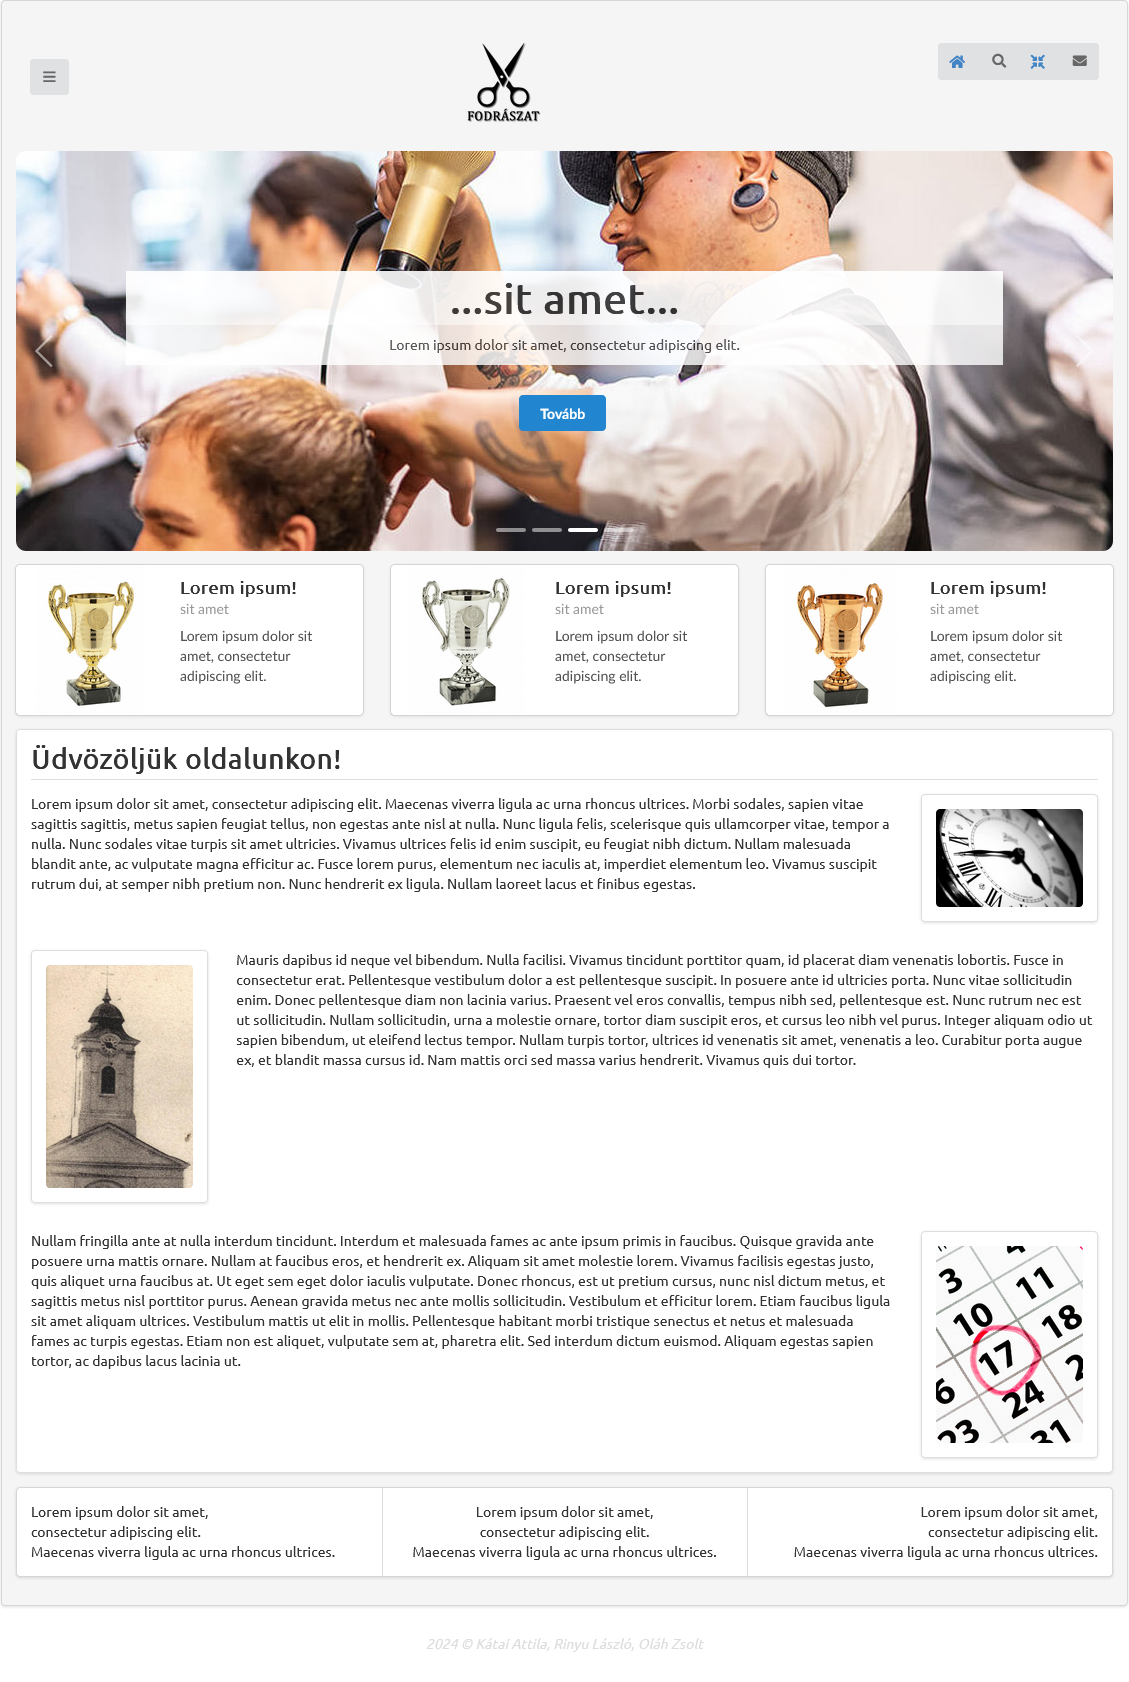 FODRÁSZAT
...sit amet...
Lorem ipsum dolor sit amet, consectetur adipiscing elit.
Tovább
Lorem ipsum!
sit amet
Lorem ipsum dolor sit
amet, consectetur
adipiscing elit.
Lorem ipsum!
sit amet
Lorem ipsum dolor sit
amet, consectetur
adipiscing elit.
Lorem ipsum!
sit amet
Lorem ipsum dolor sit
amet, consectetur
adipiscing elit.
Üdvözöljük oldalunkon!
Lorem ipsum dolor sit amet, consectetur adipiscing elit. Maecenas viverra ligula ac urna rhoncus ultrices. Morbi sodales, sapien vitae
sagittis sagittis, metus sapien feugiat tellus, non egestas ante nisl at nulla. Nunc ligula felis, scelerisque quis ullamcorper vitae, tempor a
nulla. Nunc sodales vitae turpis sit amet ultricies. Vivamus ultrices felis id enim suscipit, eu feugiat nibh dictum. Nullam malesuada
blandit ante, ac vulputate magna efficitur ac. Fusce lorem purus, elementum nec iaculis at, imperdiet elementum leo. Vivamus suscipit
rutrum dui, at semper nibh pretium non. Nunc hendrerit ex ligula. Nullam laoreet lacus et finibus egestas.
Mauris dapibus id neque vel bibendum. Nulla facilisi. Vivamus tincidunt porttitor quam, id placerat diam venenatis lobortis. Fusce in
consectetur erat. Pellentesque vestibulum dolor a est pellentesque suscipit. In posuere ante id ultricies porta. Nunc vitae sollicitudin
enim. Donec pellentesque diam non lacinia varius. Praesent vel eros convallis, tempus nibh sed, pellentesque est. Nunc rutrum nec est
ut sollicitudin. Nullam sollicitudin, urna a molestie ornare, tortor diam suscipit eros, et cursus leo nibh vel purus. Integer aliquam odio ut
sapien bibendum, ut eleifend lectus tempor. Nullam turpis tortor, ultrices id venenatis sit amet, venenatis a leo. Curabitur porta augue
ex, et blandit massa cursus id. Nam mattis orci sed massa varius hendrerit. Vivamus quis dui tortor.
Nullam fringilla ante at nulla interdum tincidunt. Interdum et malesuada fames ac ante ipsum primis in faucibus. Quisque gravida ante
posuere urna mattis ornare. Nullam at faucibus eros, et hendrerit ex. Aliquam sit amet molestie lorem. Vivamus facilisis egestas justo,
quis aliquet urna faucibus at. Ut eget sem eget dolor iaculis vulputate. Donec rhoncus, est ut pretium cursus, nunc nisl dictum metus, et
sagittis metus nisl porttitor purus. Aenean gravida metus nec ante mollis sollicitudin. Vestibulum et efficitur lorem. Etiam faucibus ligula
sit amet aliquam ultrices. Vestibulum mattis ut elit in mollis. Pellentesque habitant morbi tristique senectus et netus et malesuada
fames ac turpis egestas. Etiam non est aliquet, vulputate sem at, pharetra elit. Sed interdum dictum euismod. Aliquam egestas sapien
tortor, ac dapibus lacus lacinia ut.
3 11
10 18
17
6 24
23 31
Lorem ipsum dolor sit amet,
consectetur adipiscing elit.
Maecenas viverra ligula ac urna rhoncus ultrices.
Lorem ipsum dolor sit amet,
consectetur adipiscing elit.
Maecenas viverra ligula ac urna rhoncus ultrices.
Lorem ipsum dolor sit amet,
consectetur adipiscing elit.
Maecenas viverra ligula ac urna rhoncus ultrices.
2024 © Kátai Attila, Rinyu László, Oláh Zsolt